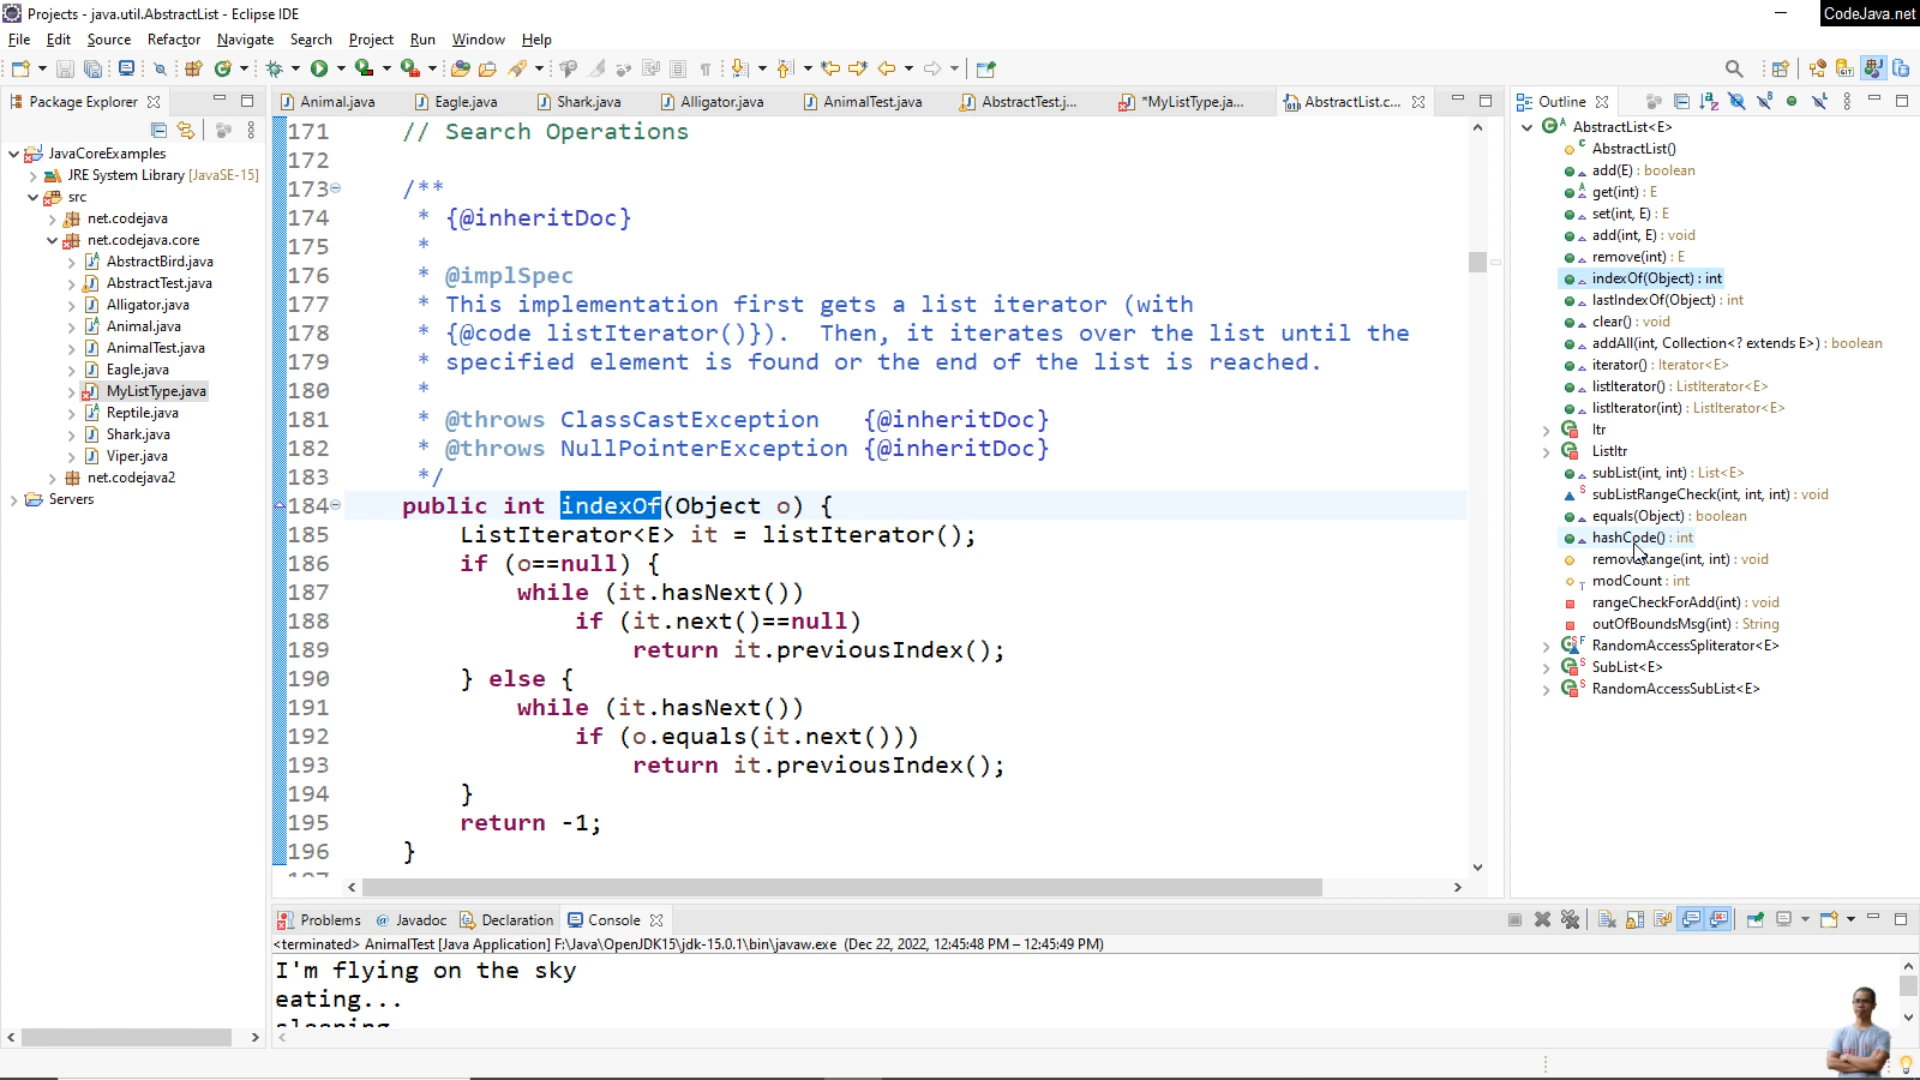 Projects - java.util.AbstractList - Eclipse IDE
CodeJava.net
File Edit Source Refactor Navigate Search Project Run Window Help
Package Explorer
JavaCoreExamples
JRE System Library [JavaSE-15]
src
net.codejava
net.codejava.core
AbstractBird.java
AbstractTest.java
Alligator.java
Animal.java
AnimalTest.java
Eagle.java
MyListType.java
Reptile.java
Shark.java
Viper.java
net.codejava2
Servers
Animal.java Eagle.java Shark.java Alligator.java AnimalTest.java AbstractTest.j... *MyListType.ja... AbstractList.c...
171 // Search Operations
172
173 /**
174 * {@inheritDoc}
175 *
176 * @implSpec
177 * This implementation first gets a list iterator (with
178 * {@code listIterator()}). Then, it iterates over the list until the
179 * specified element is found or the end of the list is reached.
180 *
181 * @throws ClassCastException {@inheritDoc}
182 * @throws NullPointerException {@inheritDoc}
183 */
184 public int indexOf(Object o) {
185 ListIterator<E> it = listIterator();
186 if (o==null) {
187 while (it.hasNext())
188 if (it.next()==null)
189 return it.previousIndex();
190 } else {
191 while (it.hasNext())
192 if (o.equals(it.next()))
193 return it.previousIndex();
194 }
195 return -1;
196 }
Outline
AbstractList<E>
AbstractList()
add(E) : boolean
get(int) : E
set(int, E) : E
add(int, E) : void
remove(int) : E
indexOf(Object) : int
lastIndexOf(Object) : int
clear() : void
addAll(int, Collection<? extends E>) : boolean
iterator() : Iterator<E>
listIterator() : ListIterator<E>
listIterator(int) : ListIterator<E>
Itr
ListItr
subList(int, int) : List<E>
subListRangeCheck(int, int, int) : void
equals(Object) : boolean
hashCode() : int
removeRange(int, int) : void
modCount : int
rangeCheckForAdd(int) : void
outOfBoundsMsg(int) : String
RandomAccessSpliterator<E>
SubList<E>
RandomAccessSubList<E>
Problems @ Javadoc Declaration Console
<terminated> AnimalTest [Java Application] F:\Java\OpenJDK15\jdk-15.0.1\bin\javaw.exe (Dec 22, 2022, 12:45:48 PM – 12:45:49 PM)
I'm flying on the sky
eating...
sleeping